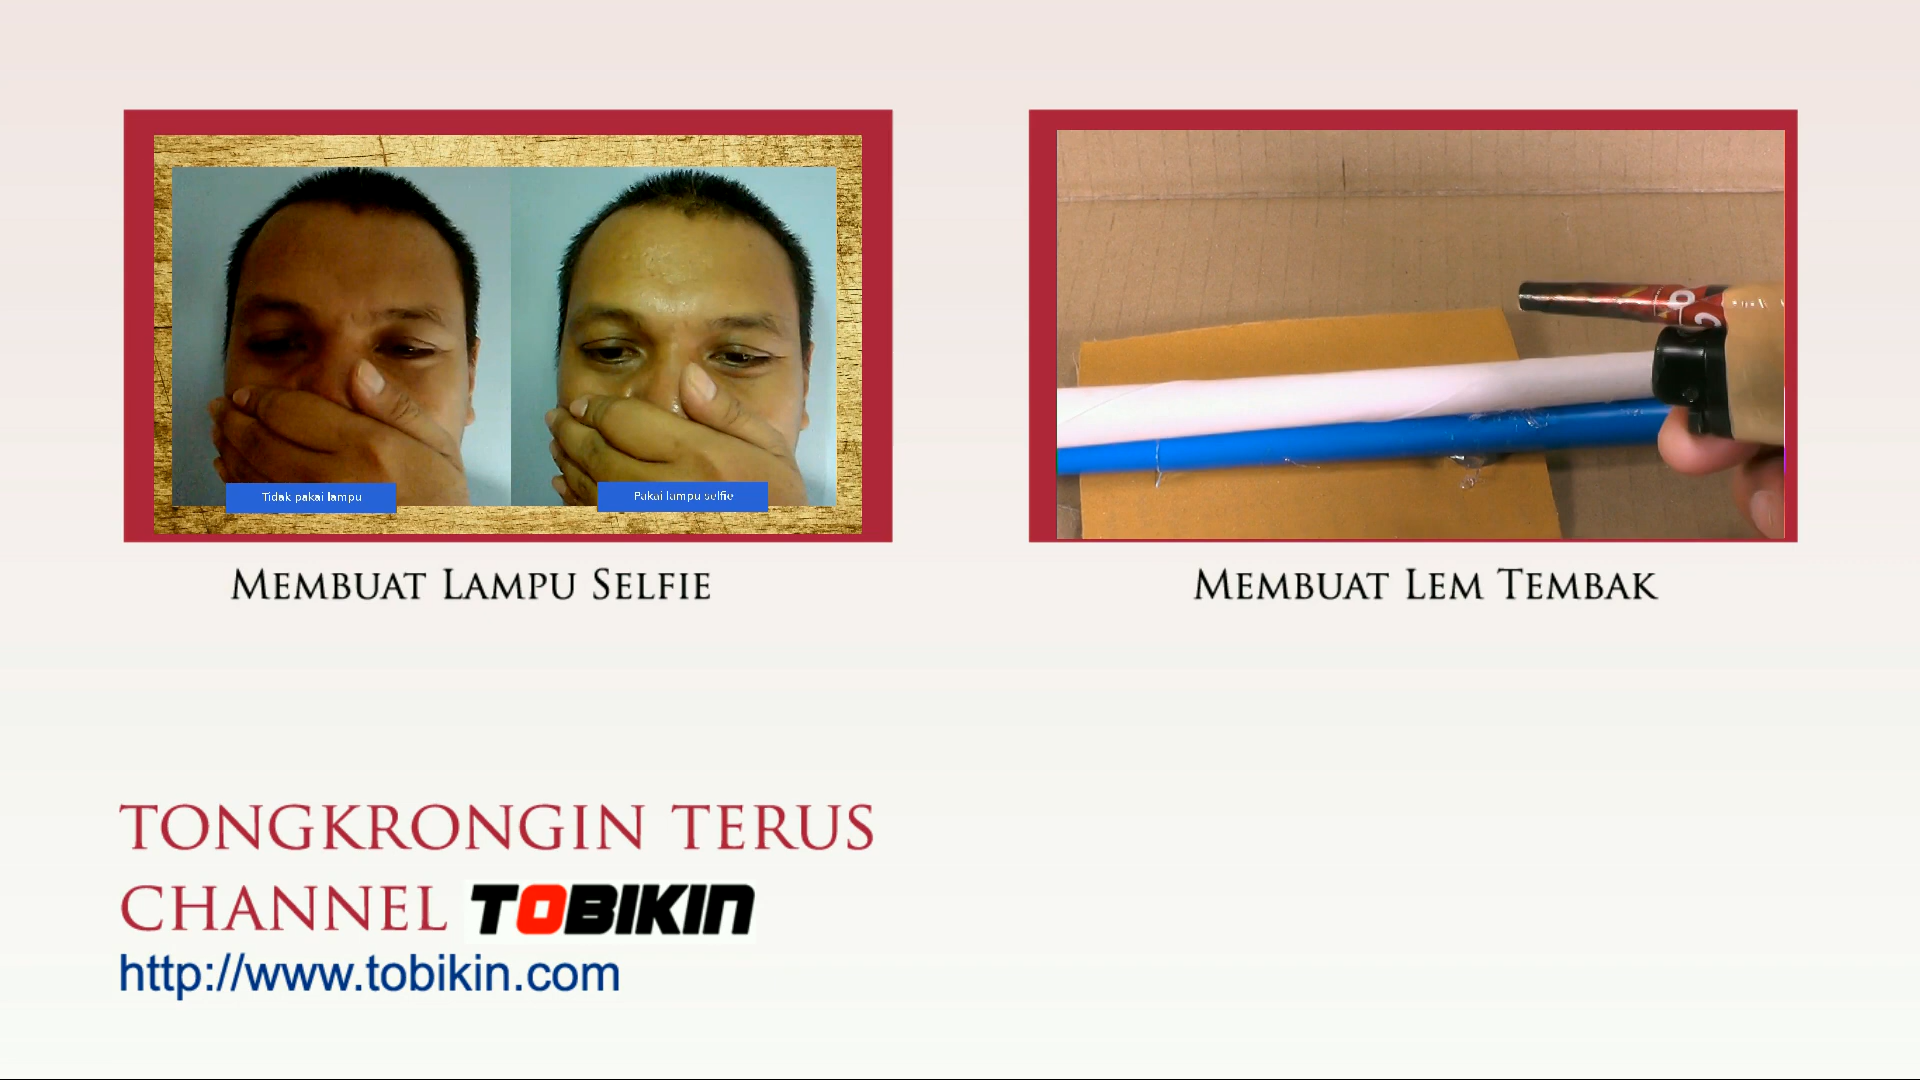 Tidak pakai lampu
Pakai lampu selfie
MEMBUAT LAMPU SELFIE
MEMBUAT LEM TEMBAK
TONGKRONGIN TERUS
CHANNEL TOBIKIN
http://www.tobikin.com